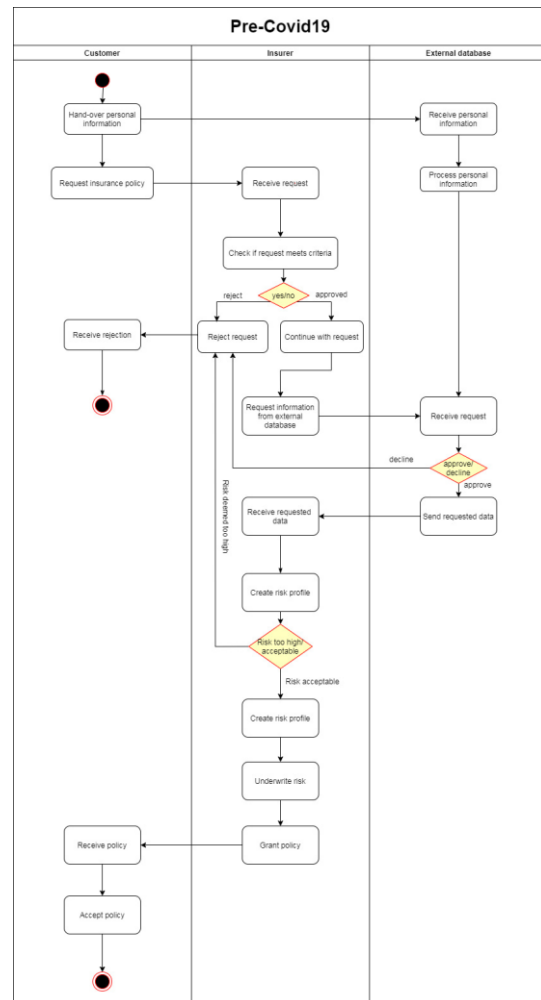 Pre-Covid19
Customer
Insurer
External database
Hand-over personal
information
Receive personal
information
Request insurance policy
Receive request
Process personal
information
Check if request meets criteria
reject
yes/no
approved
Receive rejection
Reject request
Continue with request
Request information
from external
database
Receive request
decline
approve/
decline
approve
Risk deemed too high
Receive requested
data
Send requested data
Create risk profile
Risk too high/
acceptable
Risk acceptable
Create risk profile
Underwrite risk
Receive policy
Grant policy
Accept policy